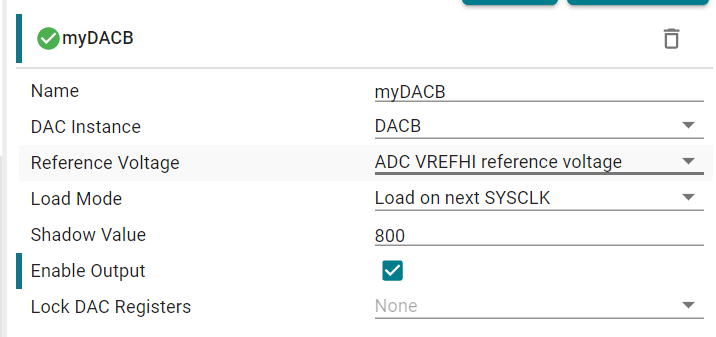 myDACB
Name myDACB
DAC Instance DACB
Reference Voltage ADC VREFHI reference voltage
Load Mode Load on next SYSCLK
Shadow Value 800
Enable Output
Lock DAC Registers None